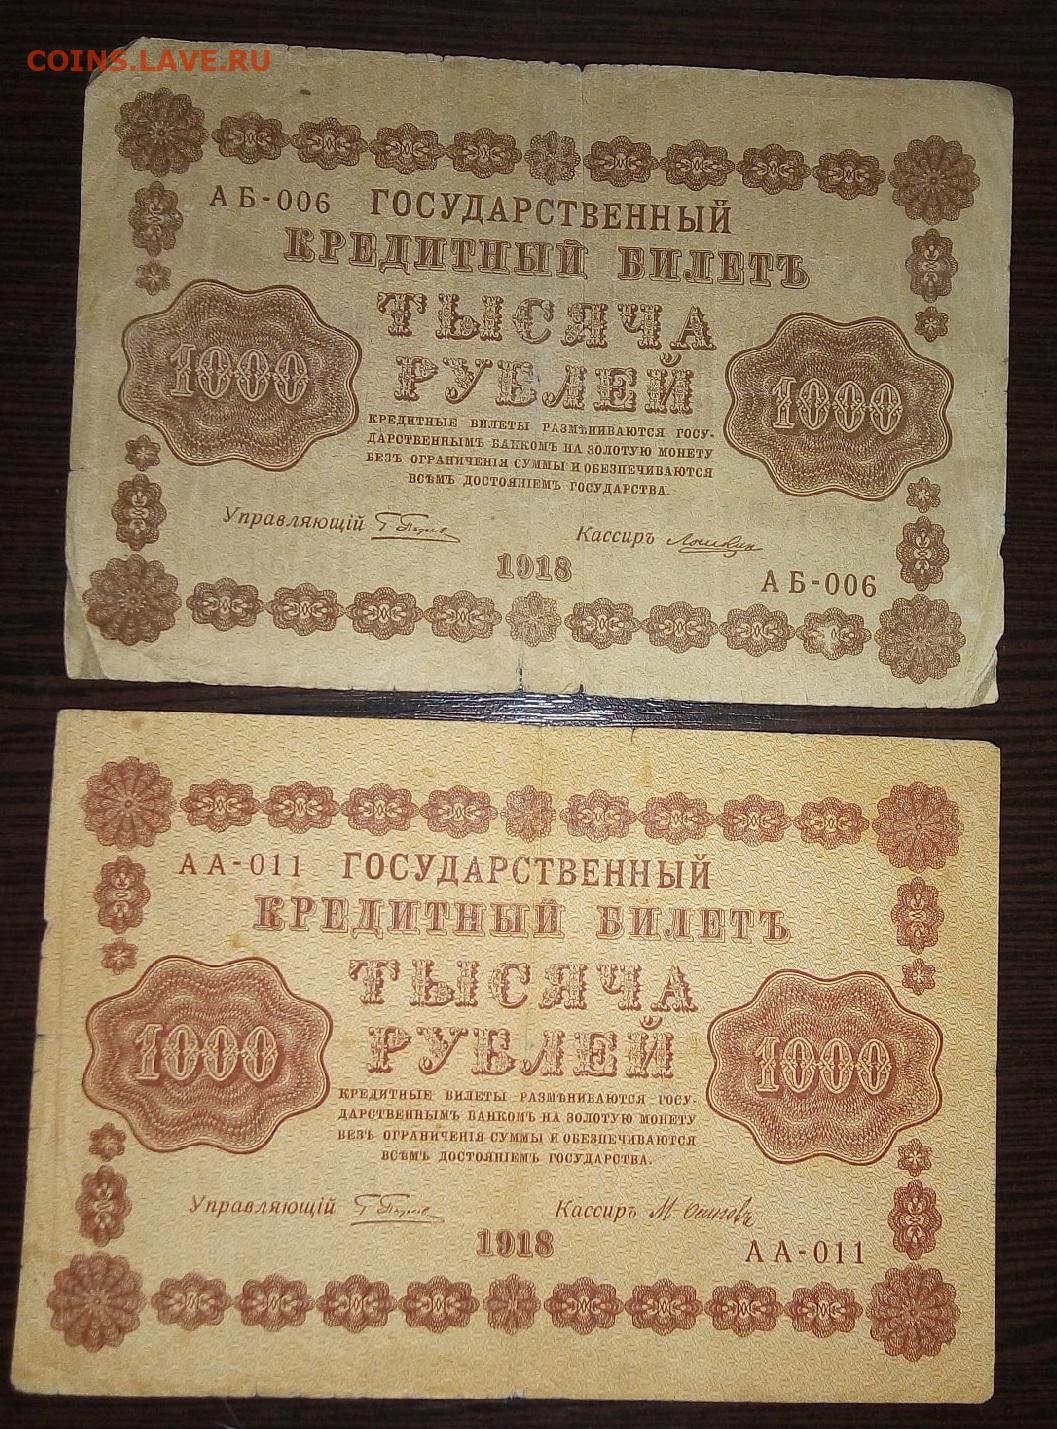 COINS.LAVE.RU
АБ-006 ГОСУДАРСТВЕННЫЙ
КРЕДИТНЫЙ БИЛЕТЪ
ТЫСЯЧА
РУБЛЕЙ
1000
1000
КРЕДИТНЫЕ БИЛЕТЫ РАЗМѢНИВАЮТСЯ ГОСУ-
ДАРСТВЕННЫМЪ БАНКОМЪ НА ЗОЛОТУЮ МОНЕТУ
БЕЗЪ ОГРАНИЧЕНІЯ СУММЫ И ОБЕЗПЕЧИВАЮТСЯ
ВСѢМЪ ДОСТОЯНІЕМЪ ГОСУДАРСТВА.
Управляющій
Кассиръ
1918
АБ-006
АА-011 ГОСУДАРСТВЕННЫЙ
КРЕДИТНЫЙ БИЛЕТЪ
ТЫСЯЧА
РУБЛЕЙ
1000
1000
КРЕДИТНЫЕ БИЛЕТЫ РАЗМѢНИВАЮТСЯ ГОСУ-
ДАРСТВЕННЫМЪ БАНКОМЪ НА ЗОЛОТУЮ МОНЕТУ
БЕЗЪ ОГРАНИЧЕНІЯ СУММЫ И ОБЕЗПЕЧИВАЮТСЯ
ВСѢМЪ ДОСТОЯНІЕМЪ ГОСУДАРСТВА.
Управляющій
Кассиръ
1918
АА-011